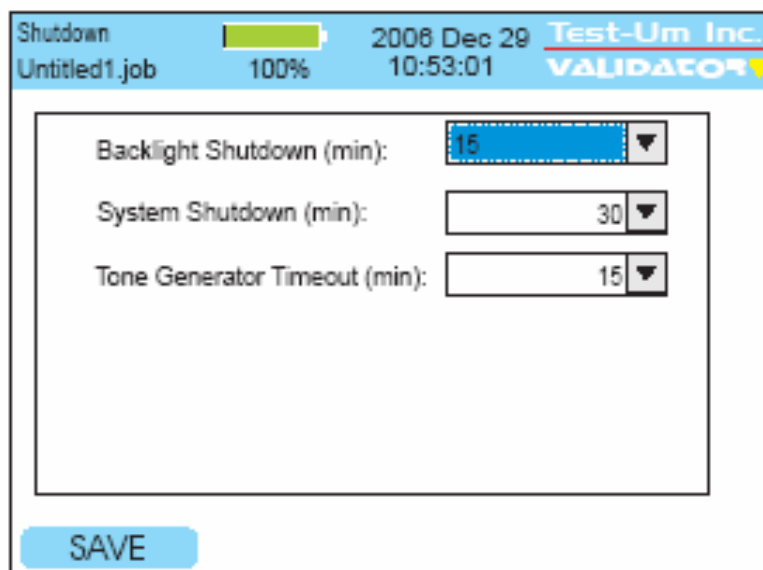 Shutdown
Untitled1.job
100%
2006 Dec 29
10:53:01
Test-Um Inc.
VALIDATOR
Backlight Shutdown (min): 15
System Shutdown (min): 30
Tone Generator Timeout (min): 15
SAVE